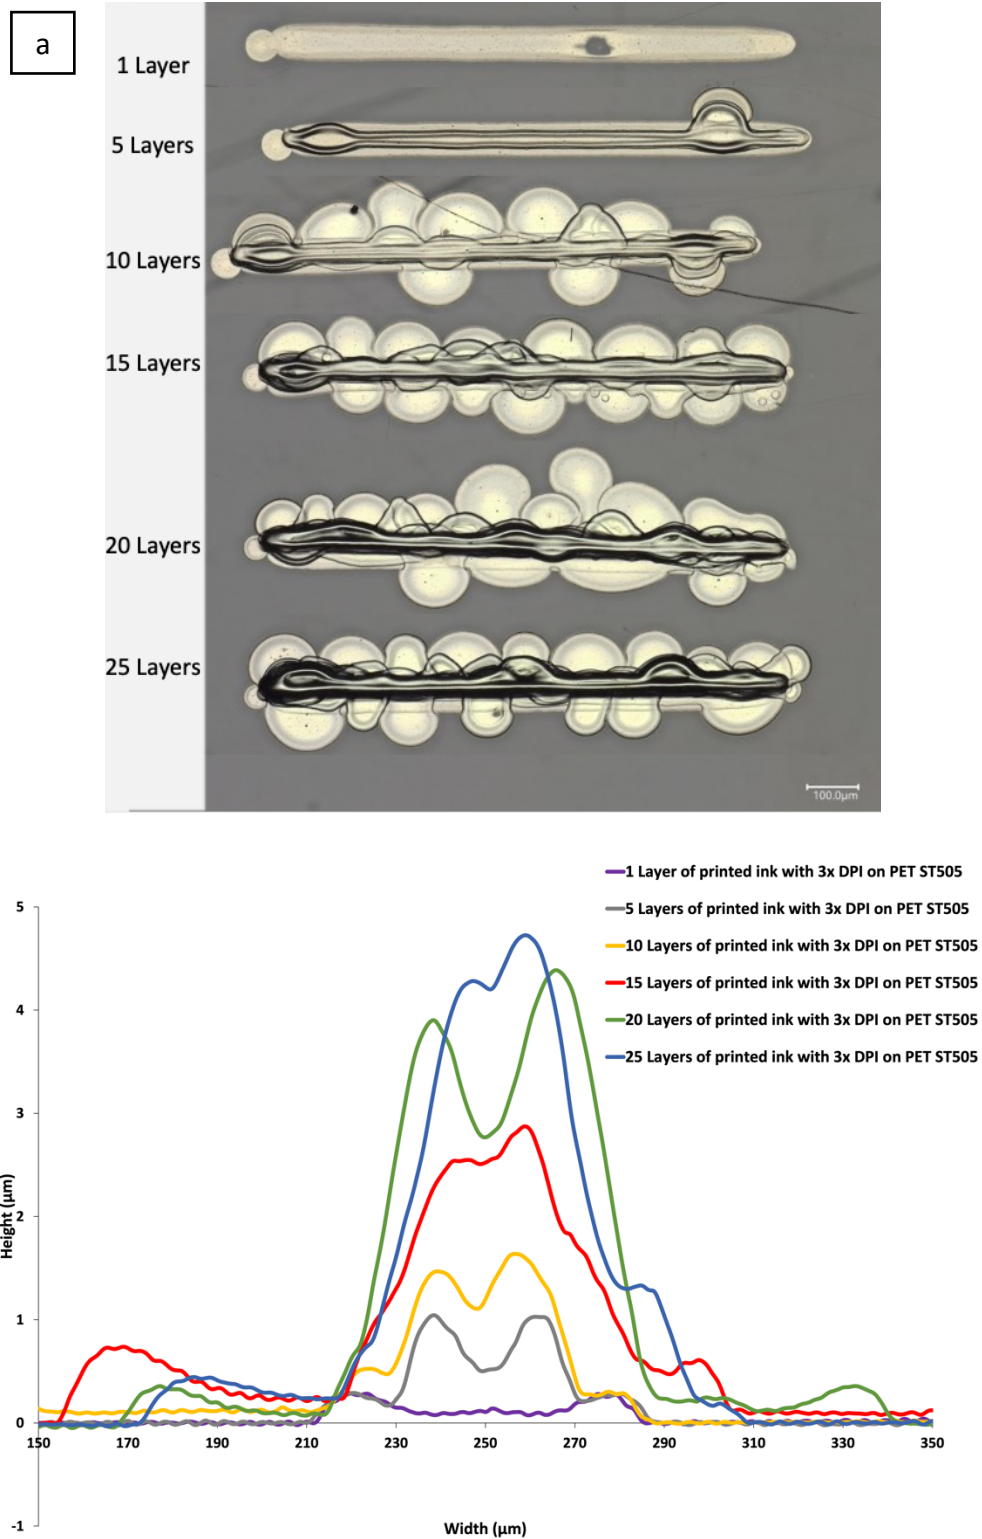 a
1 Layer
5 Layers
10 Layers
15 Layers
20 Layers
25 Layers
100.0μm
1 Layer of printed ink with 3x DPI on PET ST505
5 Layers of printed ink with 3x DPI on PET ST505
10 Layers of printed ink with 3x DPI on PET ST505
15 Layers of printed ink with 3x DPI on PET ST505
20 Layers of printed ink with 3x DPI on PET ST505
25 Layers of printed ink with 3x DPI on PET ST505
5
4
3
2
1
0
-1
Height (μm)
150 170 190 210 230 250 270 290 310 330 350
Width (μm)